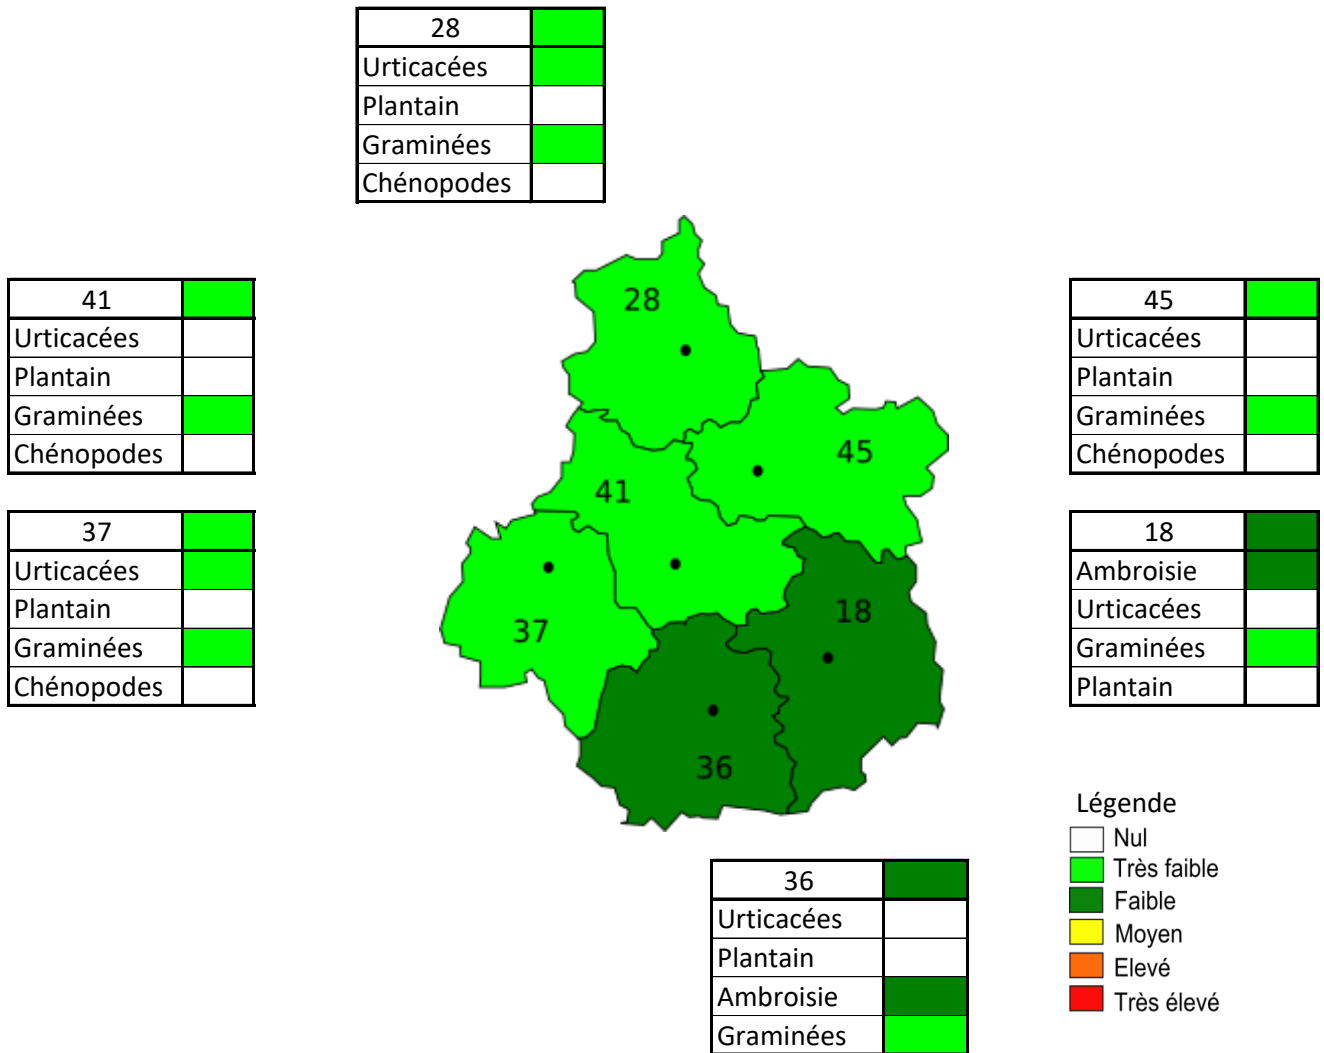 28
Urticacées
Plantain
Graminées
Chénopodes
41
Urticacées
Plantain
Graminées
Chénopodes
37
Urticacées
Plantain
Graminées
Chénopodes
28
45
41
37
18
36
45
Urticacées
Plantain
Graminées
Chénopodes
18
Ambroisie
Urticacées
Graminées
Plantain
36
Urticacées
Plantain
Ambroisie
Graminées
Légende
Nul
Très faible
Faible
Moyen
Elevé
Très élevé